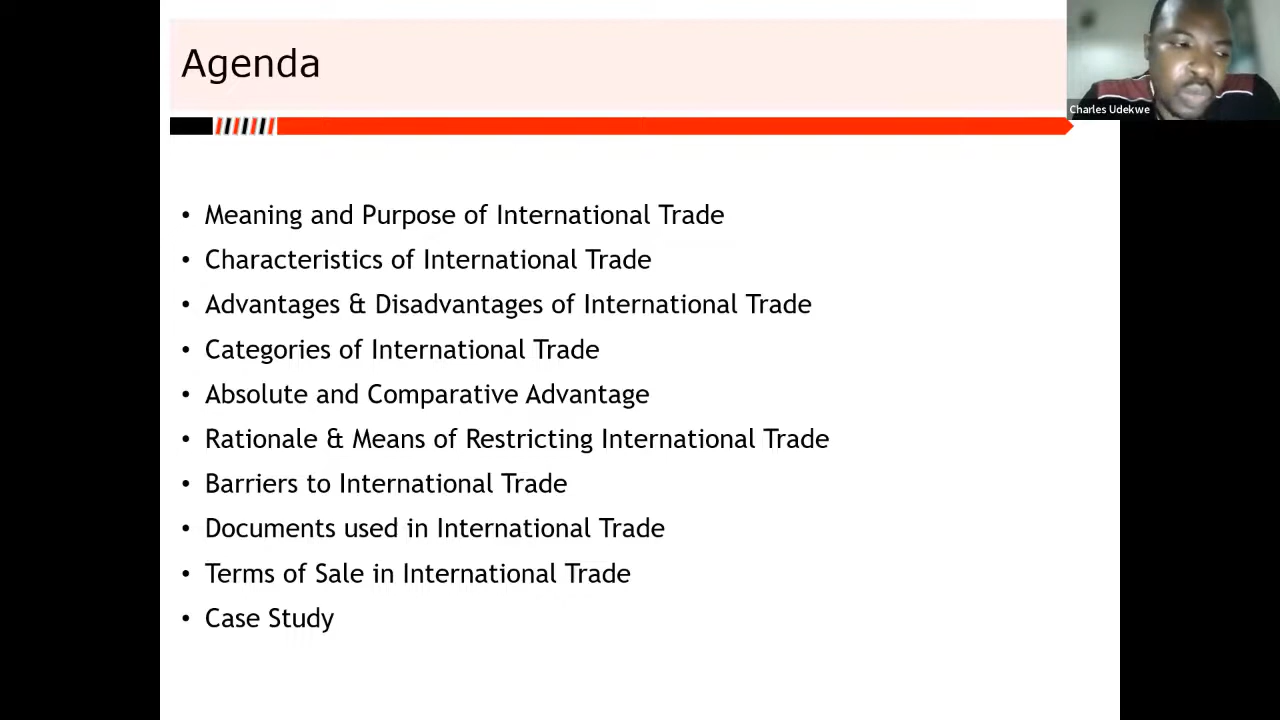 Agenda
Charles Udekwe
• Meaning and Purpose of International Trade
• Characteristics of International Trade
• Advantages & Disadvantages of International Trade
• Categories of International Trade
• Absolute and Comparative Advantage
• Rationale & Means of Restricting International Trade
• Barriers to International Trade
• Documents used in International Trade
• Terms of Sale in International Trade
• Case Study